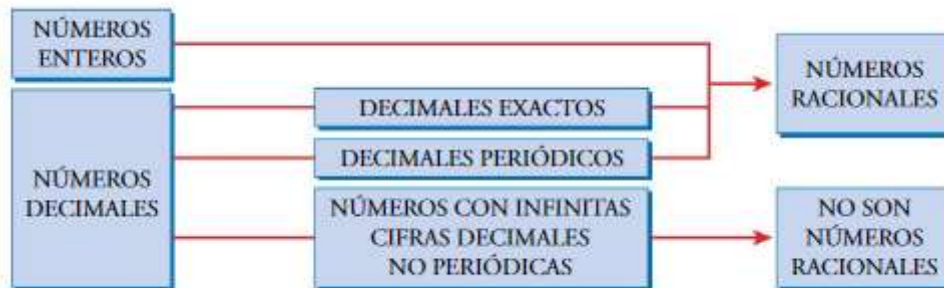 NÚMEROS
ENTEROS
NÚMEROS
DECIMALES
DECIMALES EXACTOS
DECIMALES PERIÓDICOS
NÚMEROS CON INFINITAS
CIFRAS DECIMALES
NO PERIÓDICAS
NÚMEROS
RACIONALES
NO SON
NÚMEROS
RACIONALES